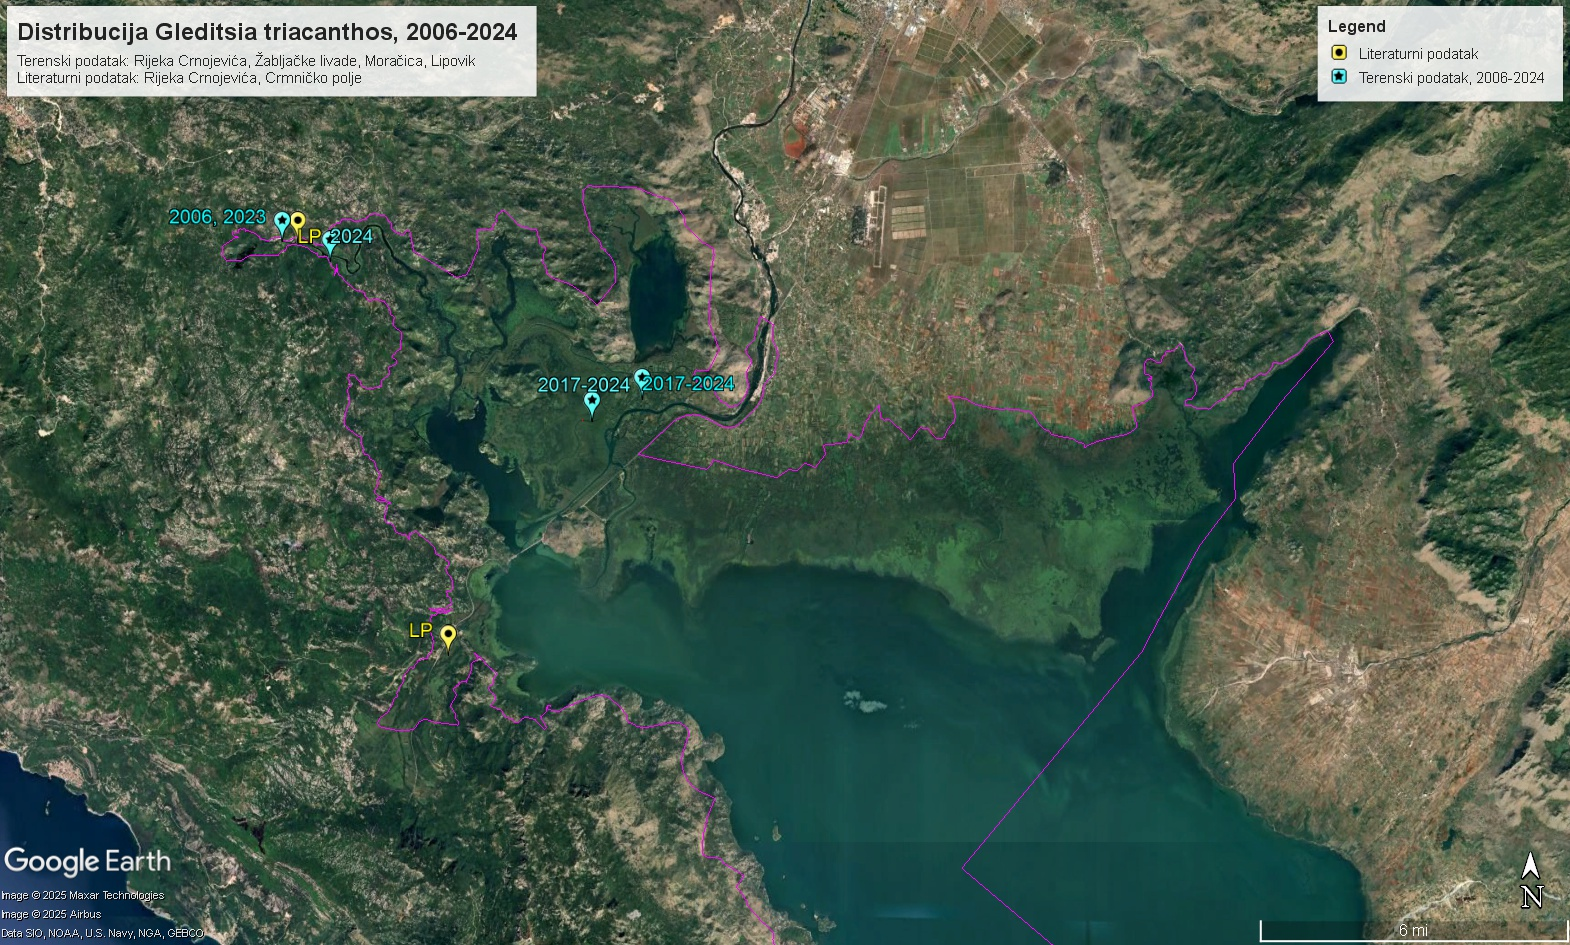 Distribucija Gleditsia triacanthos, 2006-2024
Terenski podatak: Rijeka Crnojevića, Žabljačke livade, Moračica, Lipovik
Literaturni podatak: Rijeka Crnojevića, Crmničko polje
Legend
Literaturni podatak
Terenski podatak, 2006-2024
2006, 2023
LP
2024
2017-2024
2017-2024
LP
Google Earth
Image © 2025 Maxar Technologies
Image © 2025 Airbus
Data SIO, NOAA, U.S. Navy, NGA, GEBCO
N
6 mi